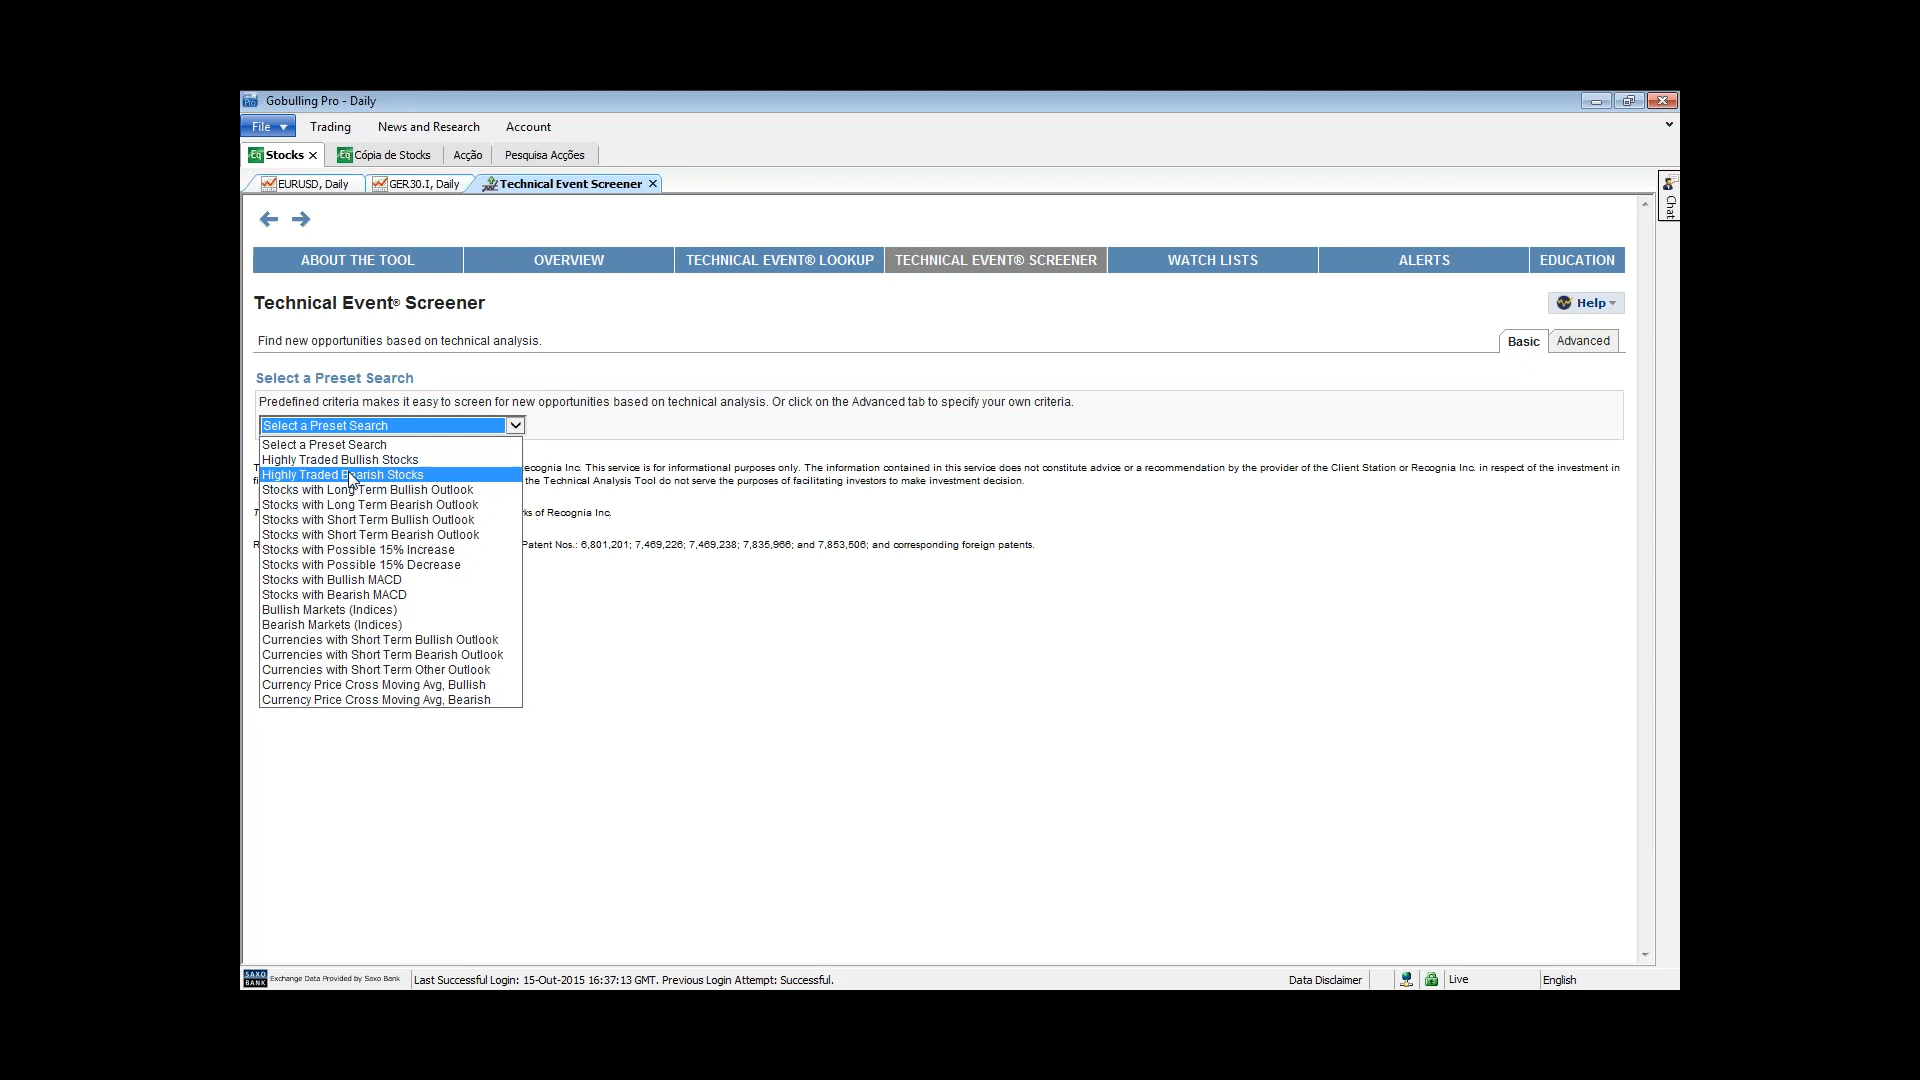 Gobulling Pro - Daily
File Trading News and Research Account
Eq Stocks Eq Cópia de Stocks Acção Pesquisa Acções
EURUSD, Daily GER30.I, Daily Technical Event Screener
Chat
ABOUT THE TOOL OVERVIEW TECHNICAL EVENT® LOOKUP TECHNICAL EVENT® SCREENER WATCH LISTS ALERTS EDUCATION
Technical Event® Screener
Help
Find new opportunities based on technical analysis.
Basic Advanced
Select a Preset Search
Predefined criteria makes it easy to screen for new opportunities based on technical analysis. Or click on the Advanced tab to specify your own criteria.
Select a Preset Search
Select a Preset Search
Highly Traded Bullish Stocks
Highly Traded Bearish Stocks
Stocks with Long Term Bullish Outlook
Stocks with Long Term Bearish Outlook
Stocks with Short Term Bullish Outlook
Stocks with Short Term Bearish Outlook
Stocks with Possible 15% Increase
Stocks with Possible 15% Decrease
Stocks with Bullish MACD
Stocks with Bearish MACD
Bullish Markets (Indices)
Bearish Markets (Indices)
Currencies with Short Term Bullish Outlook
Currencies with Short Term Bearish Outlook
Currencies with Short Term Other Outlook
Currency Price Cross Moving Avg, Bullish
Currency Price Cross Moving Avg, Bearish
ecognia Inc. This service is for informational purposes only. The information contained in this service does not constitute advice or a recommendation by the provider of the Client Station or Recognia Inc. in respect of the investment in
the Technical Analysis Tool do not serve the purposes of facilitating investors to make investment decision.
ks of Recognia Inc.
Patent Nos.: 6,801,201; 7,469,226; 7,469,238; 7,835,966; and 7,853,506; and corresponding foreign patents.
SAXO BANK Exchange Data Provided by Saxo Bank Last Successful Login: 15-Out-2015 16:37:13 GMT. Previous Login Attempt: Successful. Data Disclaimer Live English